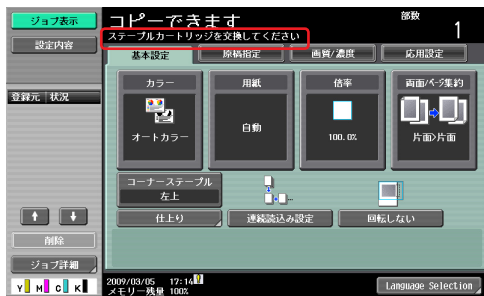 ジョブ表示
設定内容
登録元 状況
削除
ジョブ詳細
Y M C K
コピーできます
部数
1
ステープルカートリッジを交換してください
基本設定 原稿指定 画質/濃度 応用設定
カラー
オートカラー
用紙
自動
倍率
100.0%
両面/ページ集約
片面>片面
コーナーステープル
左上
仕上り
連続読込み設定
回転しない
2009/03/05 17:14
メモリー残量 100%
Language Selection